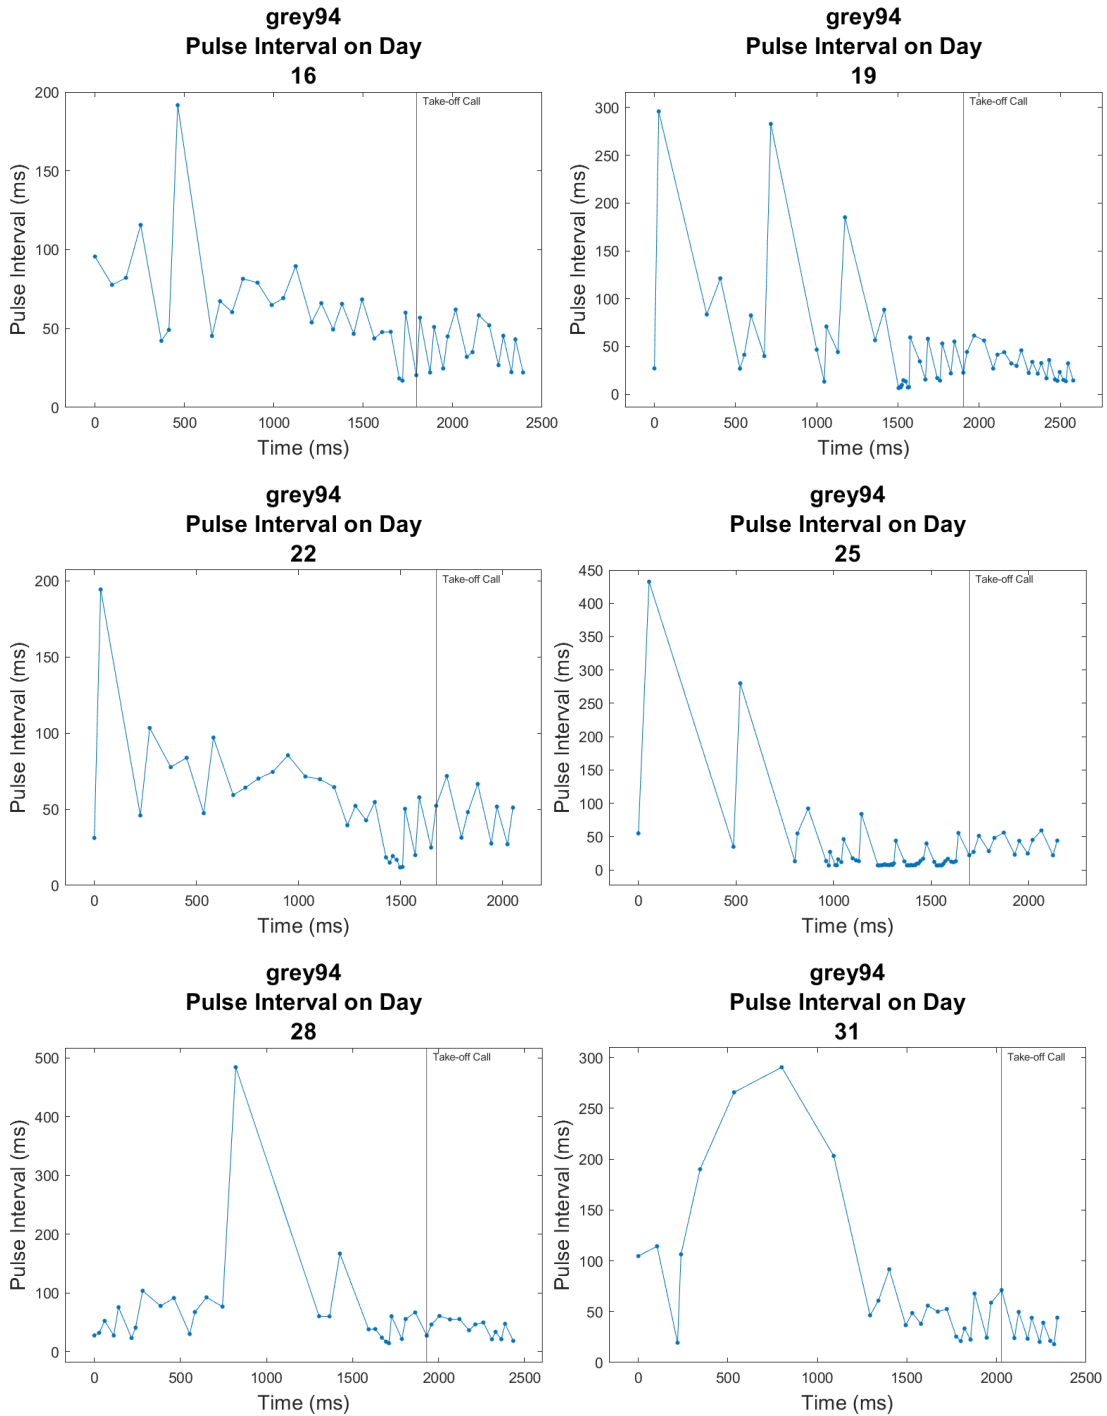 grey94
Pulse Interval on Day
16
Take-off Call
200
150
100
50
0
Pulse Interval (ms)
0 500 1000 1500 2000 2500
Time (ms)
grey94
Pulse Interval on Day
19
Take-off Call
300
250
200
150
100
50
0
Pulse Interval (ms)
0 500 1000 1500 2000 2500
Time (ms)
grey94
Pulse Interval on Day
22
Take-off Call
200
150
100
50
0
Pulse Interval (ms)
0 500 1000 1500 2000
Time (ms)
grey94
Pulse Interval on Day
25
Take-off Call
450
400
350
300
250
200
150
100
50
0
Pulse Interval (ms)
0 500 1000 1500 2000
Time (ms)
grey94
Pulse Interval on Day
28
Take-off Call
500
400
300
200
100
0
Pulse Interval (ms)
0 500 1000 1500 2000 2500
Time (ms)
grey94
Pulse Interval on Day
31
Take-off Call
300
250
200
150
100
50
0
Pulse Interval (ms)
0 500 1000 1500 2000
Time (ms)